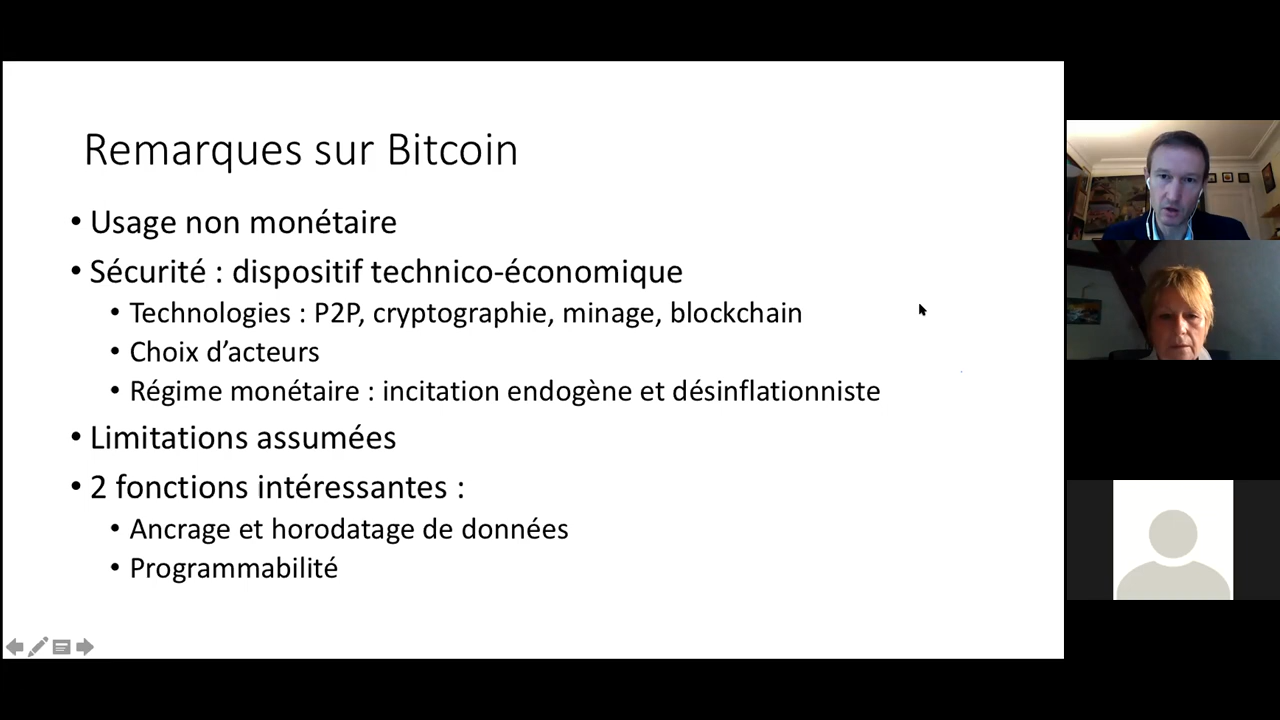 Remarques sur Bitcoin
• Usage non monétaire
• Sécurité : dispositif technico-économique
• Technologies : P2P, cryptographie, minage, blockchain
• Choix d’acteurs
• Régime monétaire : incitation endogène et désinflationniste
• Limitations assumées
• 2 fonctions intéressantes :
• Ancrage et horodatage de données
• Programmabilité